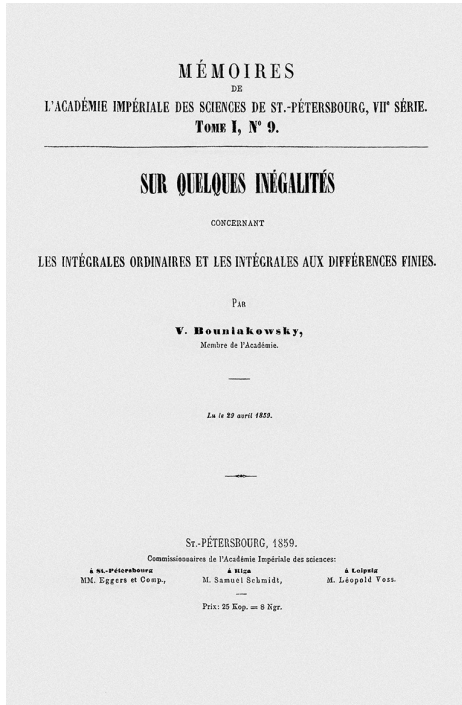 MÉMOIRES
DE
L'ACADÉMIE IMPÉRIALE DES SCIENCES DE ST.-PÉTERSBOURG, VIIE SÉRIE.
TOME I, No 9.
SUR QUELQUES INÉGALITÉS
CONCERNANT
LES INTÉGRALES ORDINAIRES ET LES INTÉGRALES AUX DIFFÉRENCES FINIES.
PAR
V. Bouniakowsky,
Membre de l'Académie.
Lu le 29 avril 1859.
ST.-PÉTERSBOURG, 1859.
Commissionnaires de l'Académie Impériale des sciences:
à St.-Pétersbourg à Riga à Leipzig
MM. Eggers et Comp., M. Samuel Schmidt, M. Léopold Voss.
Prix: 25 Kop. = 8 Ngr.